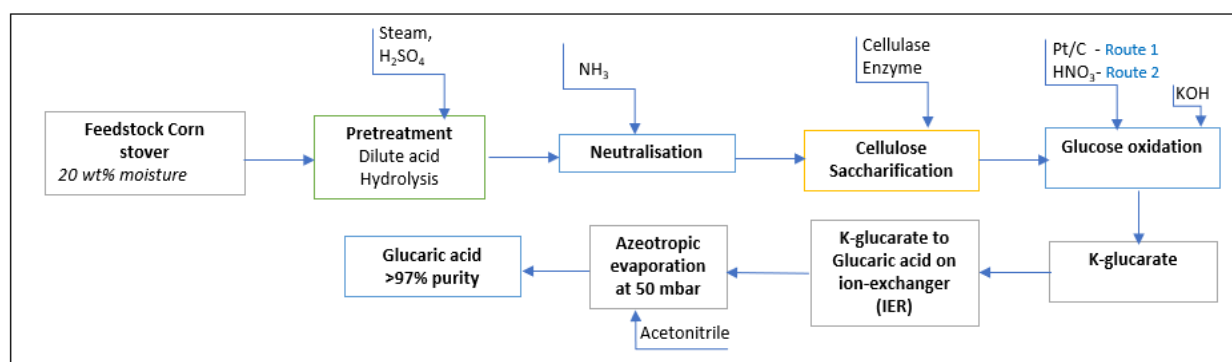 Steam,
H₂SO₄
NH₃
Cellulase
Enzyme
Pt/C - Route 1
HNO₃- Route 2
KOH
Feedstock Corn
stover
20 wt% moisture
Pretreatment
Dilute acid
Hydrolysis
Neutralisation
Cellulose
Saccharification
Glucose oxidation
Glucaric acid
>97% purity
Azeotropic
evaporation
at 50 mbar
K-glucarate to
Glucaric acid on
ion-exchanger
(IER)
K-glucarate
Acetonitrile